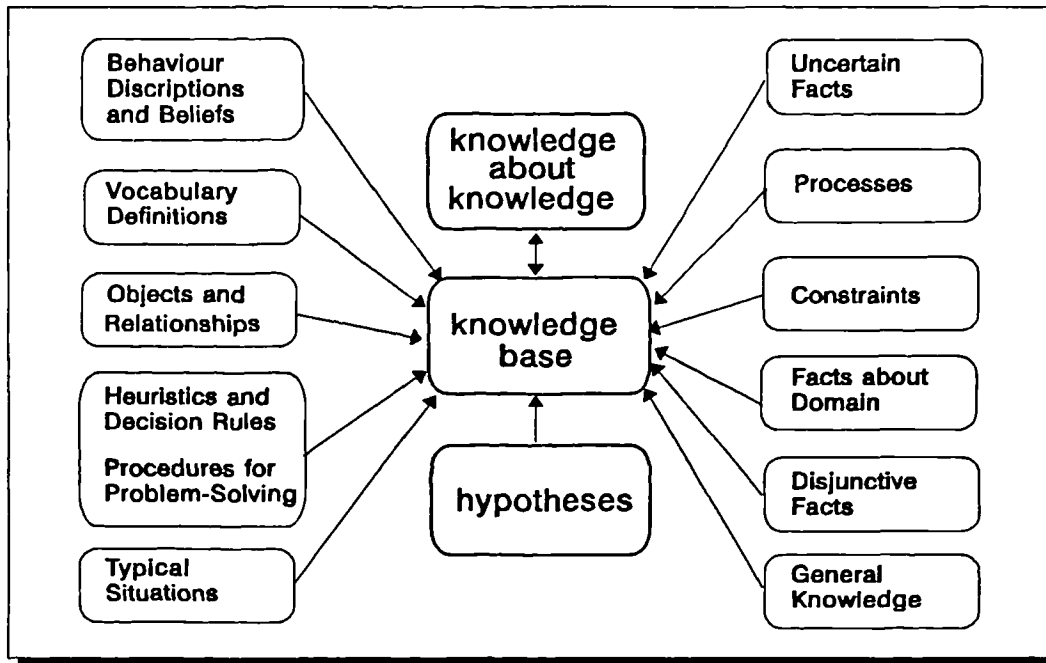 Behaviour
Discriptions
and Beliefs
Vocabulary
Definitions
Objects and
Relationships
Heuristics and
Decision Rules
Procedures for
Problem-Solving
Typical
Situations
knowledge
about
knowledge
knowledge
base
hypotheses
Uncertain
Facts
Processes
Constraints
Facts about
Domain
Disjunctive
Facts
General
Knowledge